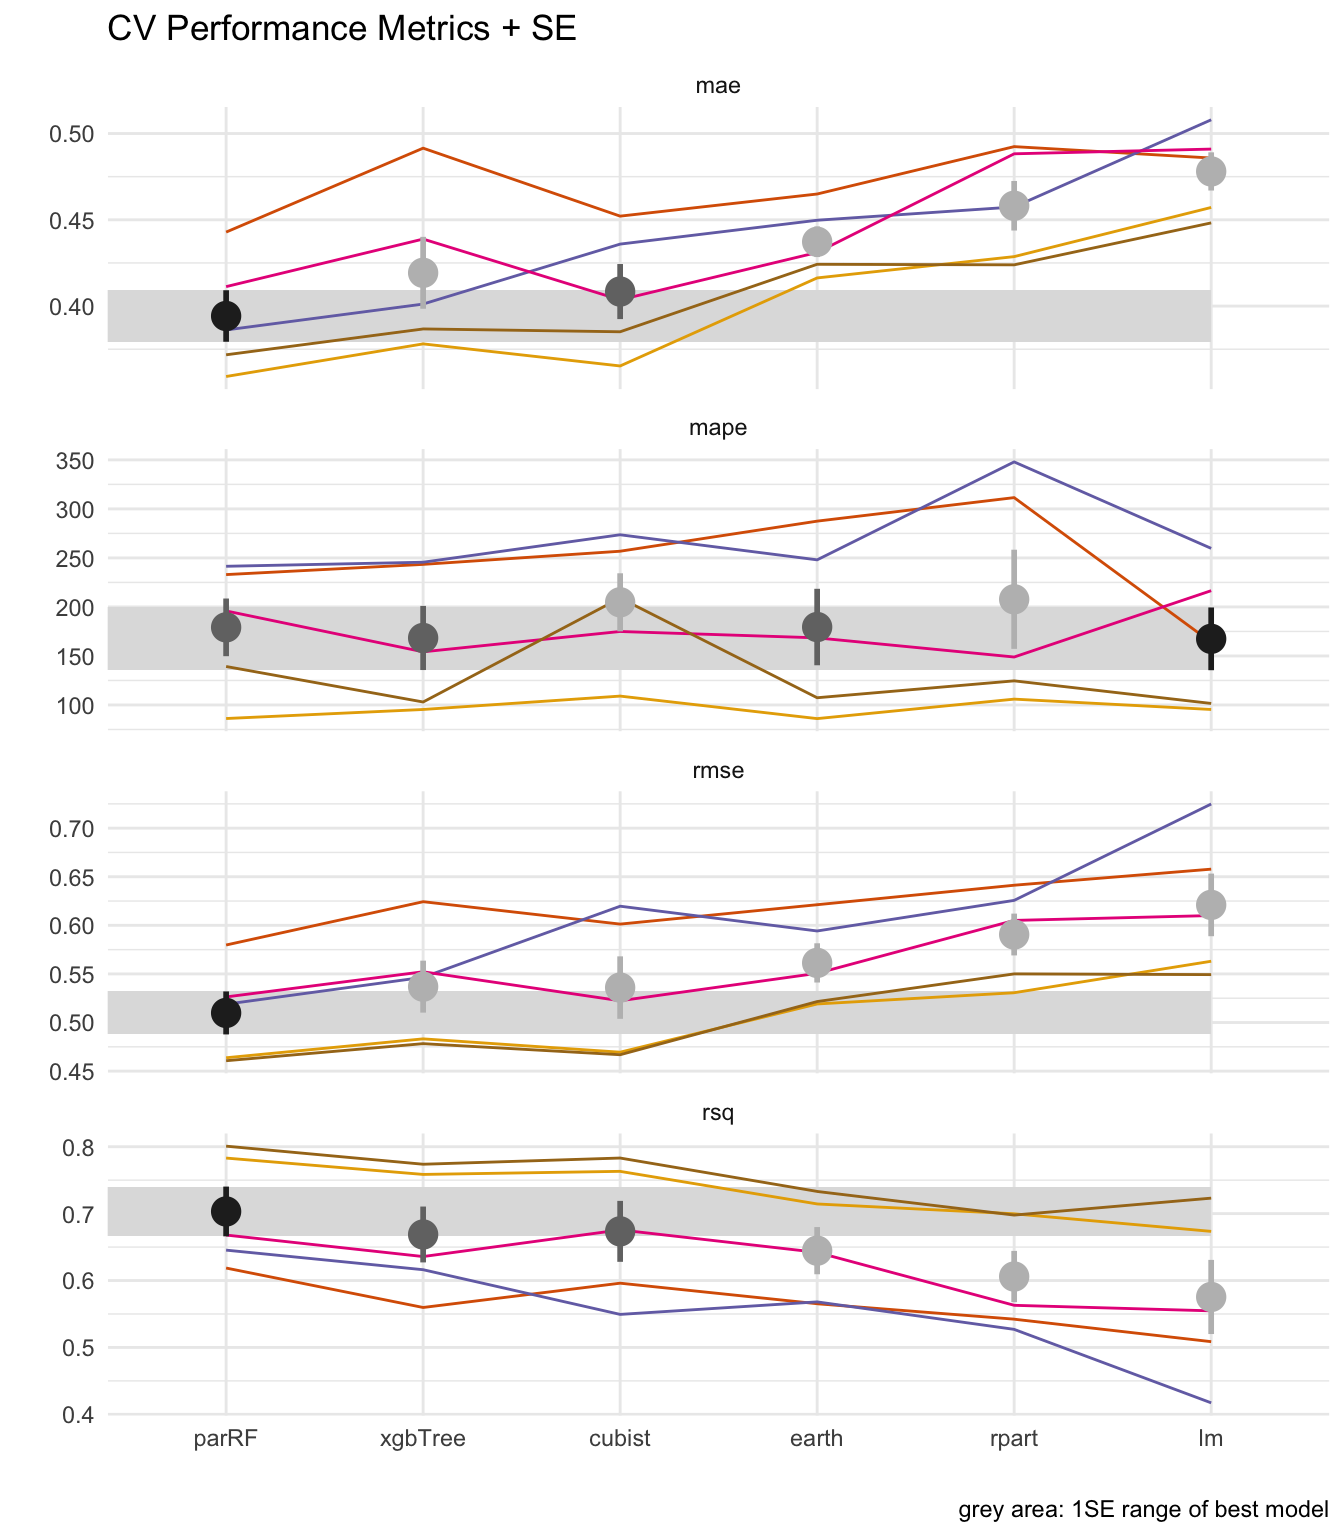 CV Performance Metrics + SE
mae
0.50
0.45
0.40
mape
350
300
250
200
150
100
rmse
0.70
0.65
0.60
0.55
0.50
0.45
rsq
0.8
0.7
0.6
0.5
0.4
parRF xgbTree cubist earth rpart lm
grey area: 1SE range of best model